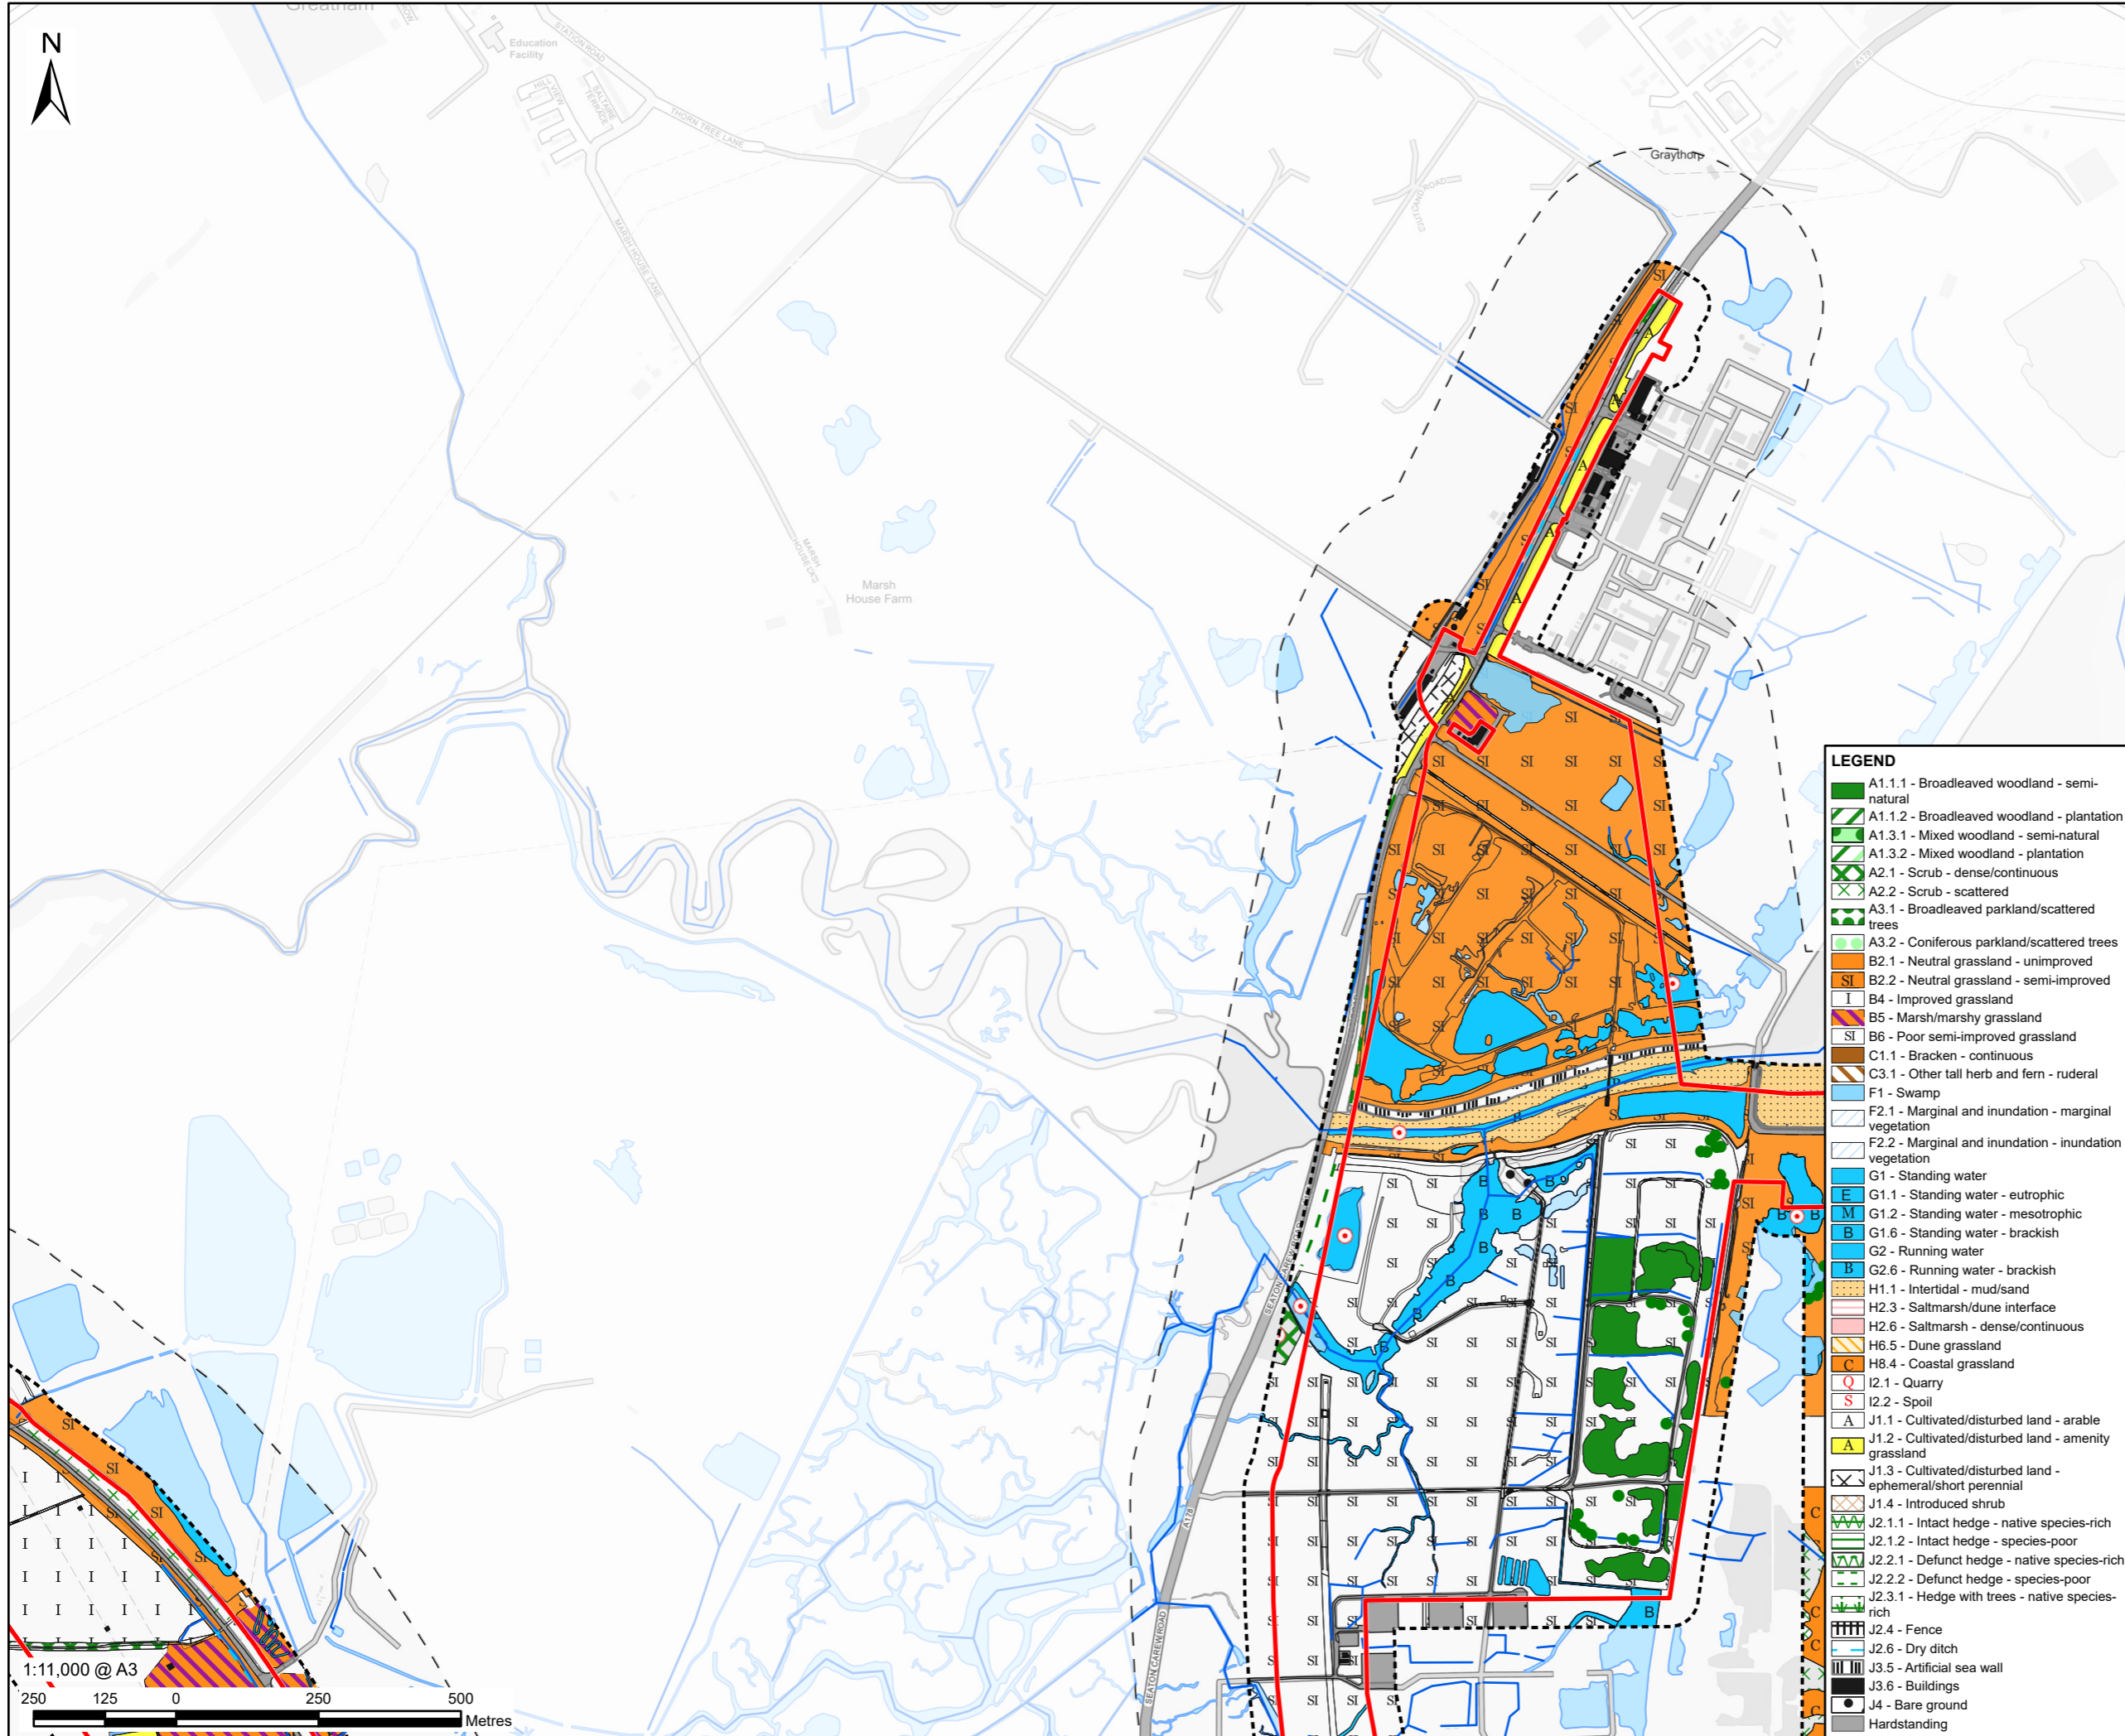 Greatham
ROW
N
STATION ROAD
Education
Facility
HILL VIEW
SALTAIRE
TERRACE
THORN TREE LANE
MARSH HOUSE LANE
A178
Graythorp
MARSH
HOUSE LANE
Marsh
House Farm
SEATON CAREW ROAD
A178
SEATON CAREW ROAD
LEGEND
A1.1.1 - Broadleaved woodland - semi-
natural
A1.1.2 - Broadleaved woodland - plantation
A1.3.1 - Mixed woodland - semi-natural
A1.3.2 - Mixed woodland - plantation
A2.1 - Scrub - dense/continuous
A2.2 - Scrub - scattered
A3.1 - Broadleaved parkland/scattered
trees
A3.2 - Coniferous parkland/scattered trees
B2.1 - Neutral grassland - unimproved
SI B2.2 - Neutral grassland - semi-improved
I B4 - Improved grassland
B5 - Marsh/marshy grassland
SI B6 - Poor semi-improved grassland
C1.1 - Bracken - continuous
C3.1 - Other tall herb and fern - ruderal
F1 - Swamp
F2.1 - Marginal and inundation - marginal
vegetation
F2.2 - Marginal and inundation - inundation
vegetation
G1 - Standing water
E G1.1 - Standing water - eutrophic
M G1.2 - Standing water - mesotrophic
B G1.6 - Standing water - brackish
G2 - Running water
B G2.6 - Running water - brackish
H1.1 - Intertidal - mud/sand
H2.3 - Saltmarsh/dune interface
H2.6 - Saltmarsh - dense/continuous
H6.5 - Dune grassland
C H8.4 - Coastal grassland
Q I2.1 - Quarry
S I2.2 - Spoil
A J1.1 - Cultivated/disturbed land - arable
A J1.2 - Cultivated/disturbed land - amenity
grassland
J1.3 - Cultivated/disturbed land -
ephemeral/short perennial
J1.4 - Introduced shrub
J2.1.1 - Intact hedge - native species-rich
J2.1.2 - Intact hedge - species-poor
J2.2.1 - Defunct hedge - native species-rich
J2.2.2 - Defunct hedge - species-poor
J2.3.1 - Hedge with trees - native species-
rich
J2.4 - Fence
J2.6 - Dry ditch
J3.5 - Artificial sea wall
J3.6 - Buildings
J4 - Bare ground
Hardstanding
1:11,000 @ A3
250 125 0 250 500
Metres